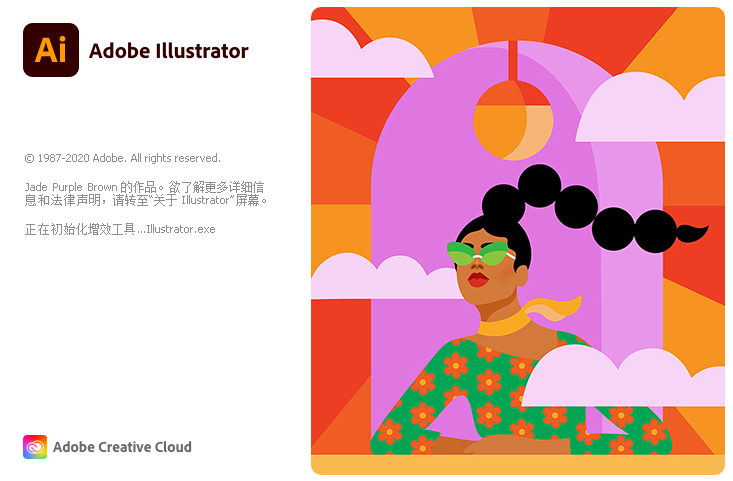 Ai Adobe Illustrator
© 1987-2020 Adobe. All rights reserved.
Jade Purple Brown 的作品。欲了解更多详细信
息和法律声明，请转至“关于 Illustrator”屏幕。
正在初始化增效工具...Illustrator.exe
Adobe Creative Cloud